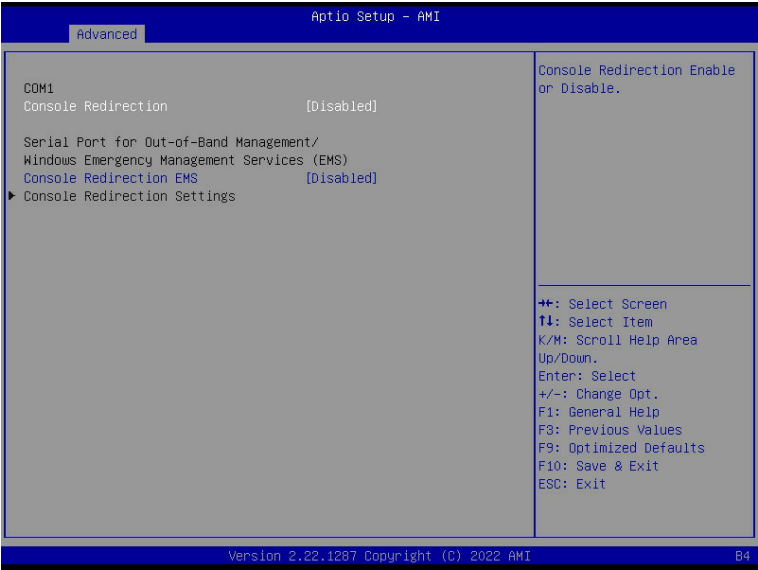 Aptio Setup – AMI
Advanced
COM1
Console Redirection [Disabled]
Serial Port for Out-of-Band Management/
Windows Emergency Management Services (EMS)
Console Redirection EMS [Disabled]
▶ Console Redirection Settings
Console Redirection Enable
or Disable.
→←: Select Screen
↑↓: Select Item
K/M: Scroll Help Area
Up/Down.
Enter: Select
+/-: Change Opt.
F1: General Help
F3: Previous Values
F9: Optimized Defaults
F10: Save & Exit
ESC: Exit
Version 2.22.1287 Copyright (C) 2022 AMI
B4